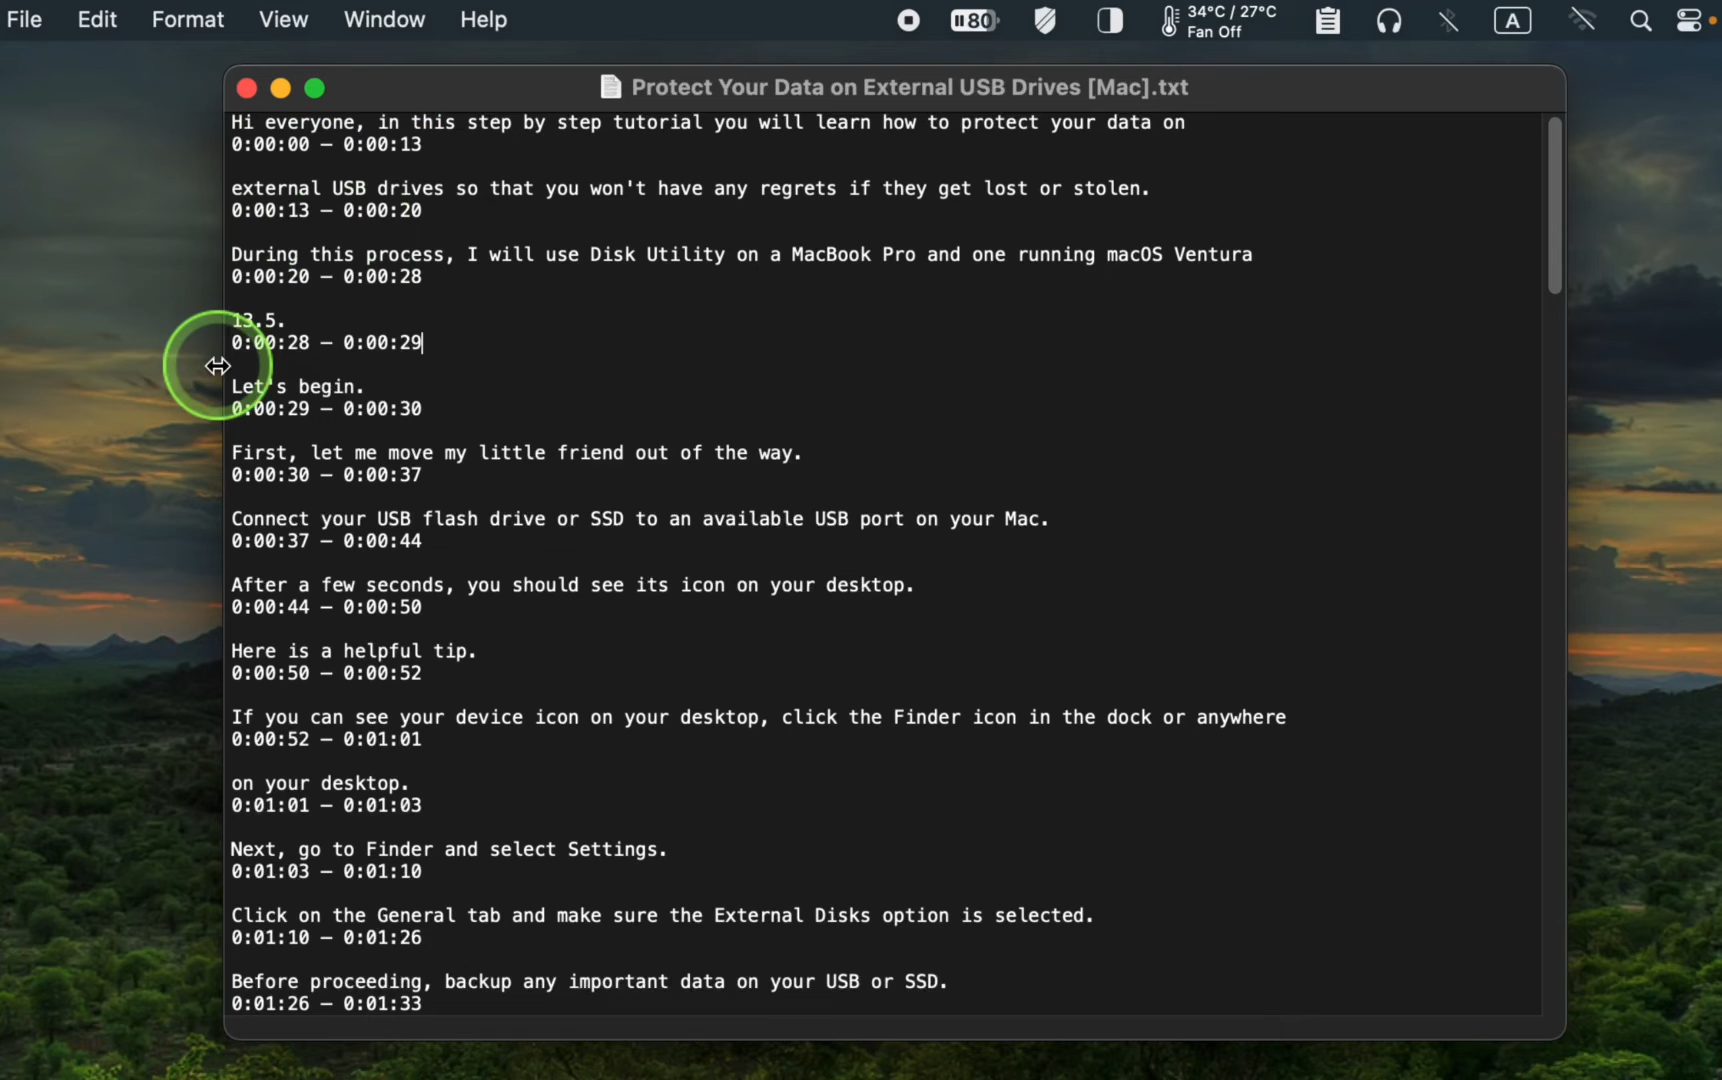 File Edit Format View Window Help
80
34°C / 27°C
Fan Off
A
Protect Your Data on External USB Drives [Mac].txt
Hi everyone, in this step by step tutorial you will learn how to protect your data on
0:00:00 – 0:00:13
external USB drives so that you won't have any regrets if they get lost or stolen.
0:00:13 – 0:00:20
During this process, I will use Disk Utility on a MacBook Pro and one running macOS Ventura
0:00:20 – 0:00:28
13.5.
0:00:28 – 0:00:29
Let's begin.
0:00:29 – 0:00:30
First, let me move my little friend out of the way.
0:00:30 – 0:00:37
Connect your USB flash drive or SSD to an available USB port on your Mac.
0:00:37 – 0:00:44
After a few seconds, you should see its icon on your desktop.
0:00:44 – 0:00:50
Here is a helpful tip.
0:00:50 – 0:00:52
If you can see your device icon on your desktop, click the Finder icon in the dock or anywhere
0:00:52 – 0:01:01
on your desktop.
0:01:01 – 0:01:03
Next, go to Finder and select Settings.
0:01:03 – 0:01:10
Click on the General tab and make sure the External Disks option is selected.
0:01:10 – 0:01:26
Before proceeding, backup any important data on your USB or SSD.
0:01:26 – 0:01:33